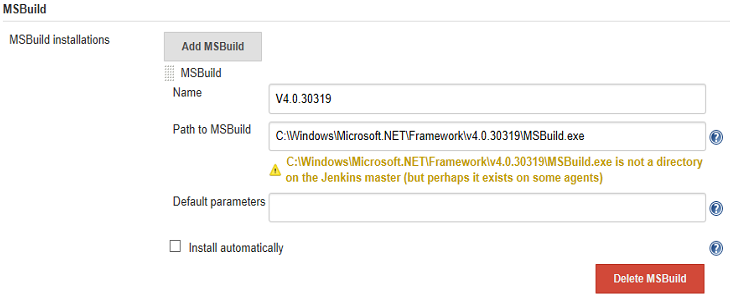 MSBuild
MSBuild installations
Add MSBuild
MSBuild
Name
V4.0.30319
Path to MSBuild
C:\Windows\Microsoft.NET\Framework\v4.0.30319\MSBuild.exe
C:\Windows\Microsoft.NET\Framework\v4.0.30319\MSBuild.exe is not a directory
on the Jenkins master (but perhaps it exists on some agents)
Default parameters
Install automatically
Delete MSBuild